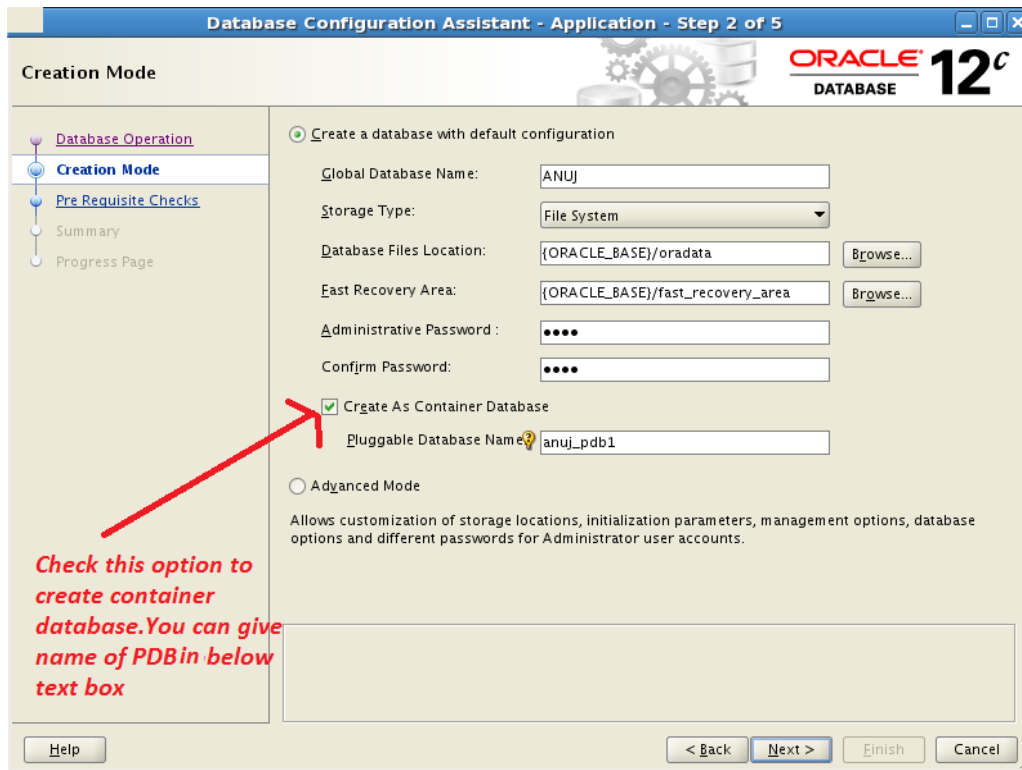 Database Configuration Assistant - Application - Step 2 of 5
Creation Mode
ORACLE®
DATABASE
12c
Database Operation
Creation Mode
Pre Requisite Checks
Summary
Progress Page
Create a database with default configuration
Global Database Name:
ANUJ
Storage Type:
File System
Database Files Location:
{ORACLE_BASE}/oradata
Browse...
Fast Recovery Area:
{ORACLE_BASE}/fast_recovery_area
Browse...
Administrative Password :
••••
Confirm Password:
••••
Create As Container Database
Pluggable Database Name
anuj_pdb1
Advanced Mode
Allows customization of storage locations, initialization parameters, management options, database
options and different passwords for Administrator user accounts.
Check this option to
create container
database.You can give
name of PDB in below
text box
Help
< Back
Next >
Finish
Cancel